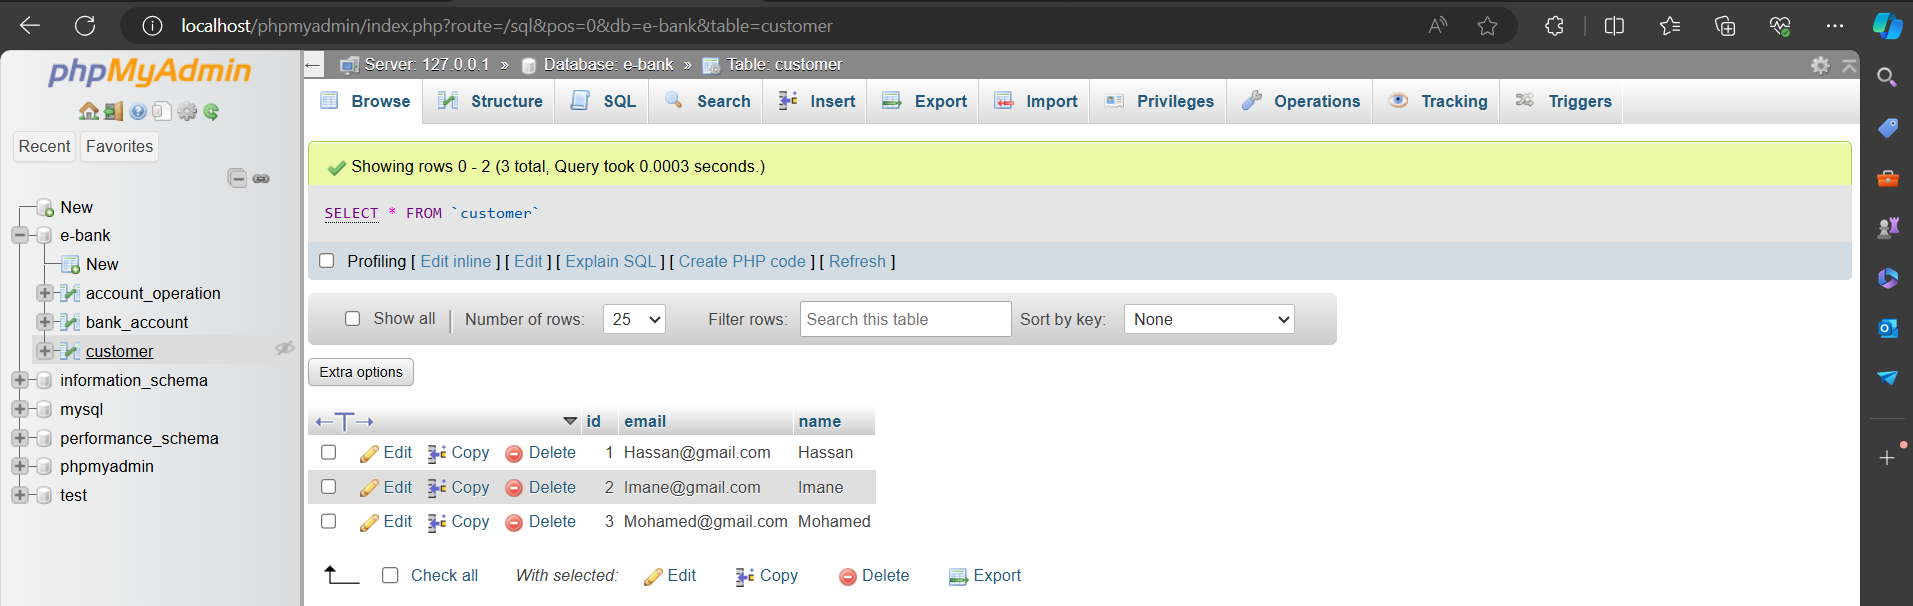 localhost/phpmyadmin/index.php?route=/sql&pos=0&db=e-bank&table=customer
phpMyAdmin
Recent Favorites
New
e-bank
New
account_operation
bank_account
customer
information_schema
mysql
performance_schema
phpmyadmin
test
Server: 127.0.0.1 » Database: e-bank » Table: customer
Browse Structure SQL Search Insert Export Import Privileges Operations Tracking Triggers
Showing rows 0 - 2 (3 total, Query took 0.0003 seconds.)
SELECT * FROM `customer`
Profiling [ Edit inline ] [ Edit ] [ Explain SQL ] [ Create PHP code ] [ Refresh ]
Show all | Number of rows: 25 Filter rows: Search this table Sort by key: None
Extra options
←T→ id email name
Edit Copy Delete 1 Hassan@gmail.com Hassan
Edit Copy Delete 2 Imane@gmail.com Imane
Edit Copy Delete 3 Mohamed@gmail.com Mohamed
Check all With selected: Edit Copy Delete Export